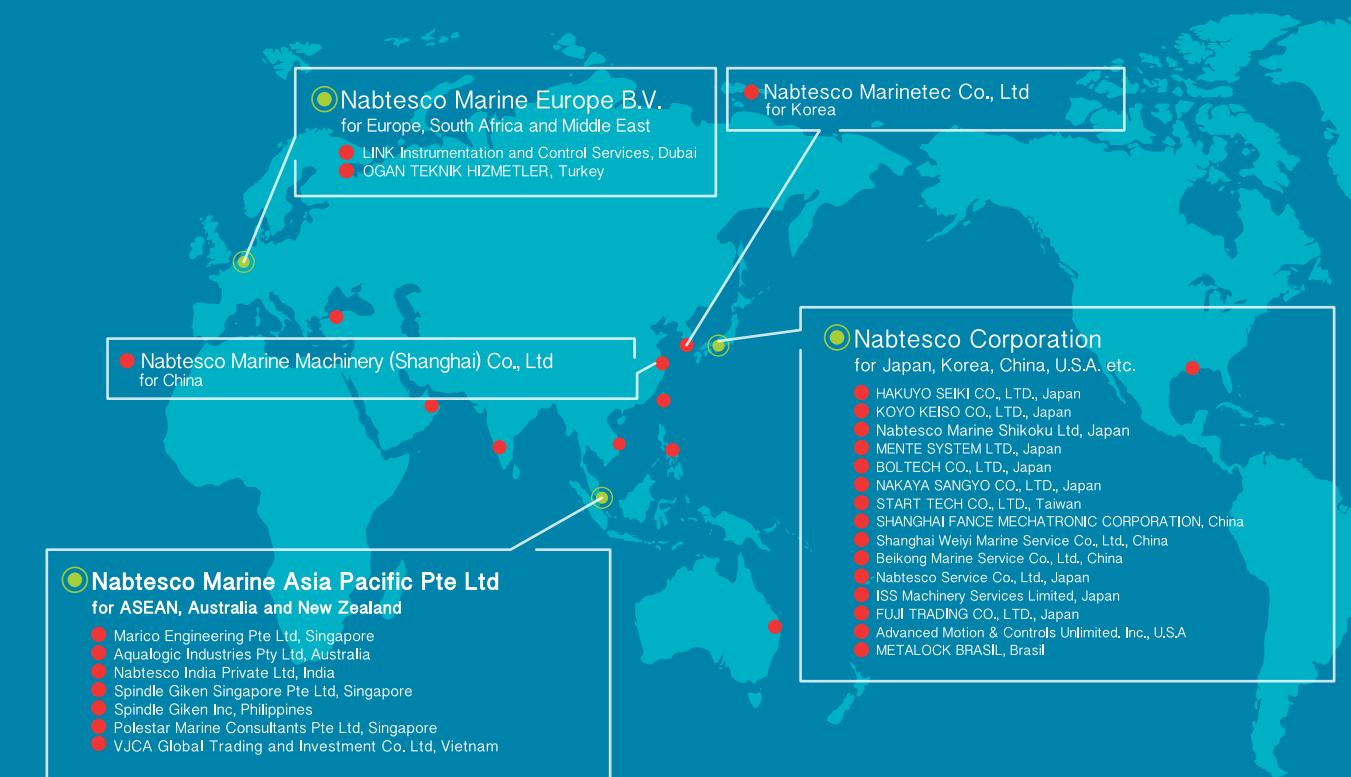 Nabtesco Marine Europe B.V.
for Europe, South Africa and Middle East
LINK Instrumentation and Control Services, Dubai
OGAN TEKNIK HIZMETLER, Turkey
Nabtesco Marinetec Co., Ltd
for Korea
Nabtesco Marine Machinery (Shanghai) Co., Ltd
for China
Nabtesco Corporation
for Japan, Korea, China, U.S.A. etc.
HAKUYO SEIKI CO., LTD., Japan
KOYO KEISO CO., LTD., Japan
Nabtesco Marine Shikoku Ltd, Japan
MENTE SYSTEM LTD., Japan
BOLTECH CO., LTD., Japan
NAKAYA SANGYO CO., LTD., Japan
START TECH CO., LTD., Taiwan
SHANGHAI FANCE MECHATRONIC CORPORATION, China
Shanghai Weiyi Marine Service Co., Ltd., China
Beikong Marine Service Co., Ltd., China
Nabtesco Service Co., Ltd., Japan
ISS Machinery Services Limited, Japan
FUJI TRADING CO., LTD., Japan
Advanced Motion & Controls Unlimited. Inc., U.S.A
METALOCK BRASIL, Brasil
Nabtesco Marine Asia Pacific Pte Ltd
for ASEAN, Australia and New Zealand
Marico Engineering Pte Ltd, Singapore
Aqualogic Industries Pty Ltd, Australia
Nabtesco India Private Ltd, India
Spindle Giken Singapore Pte Ltd, Singapore
Spindle Giken Inc, Philippines
Polestar Marine Consultants Pte Ltd, Singapore
VJCA Global Trading and Investment Co. Ltd, Vietnam